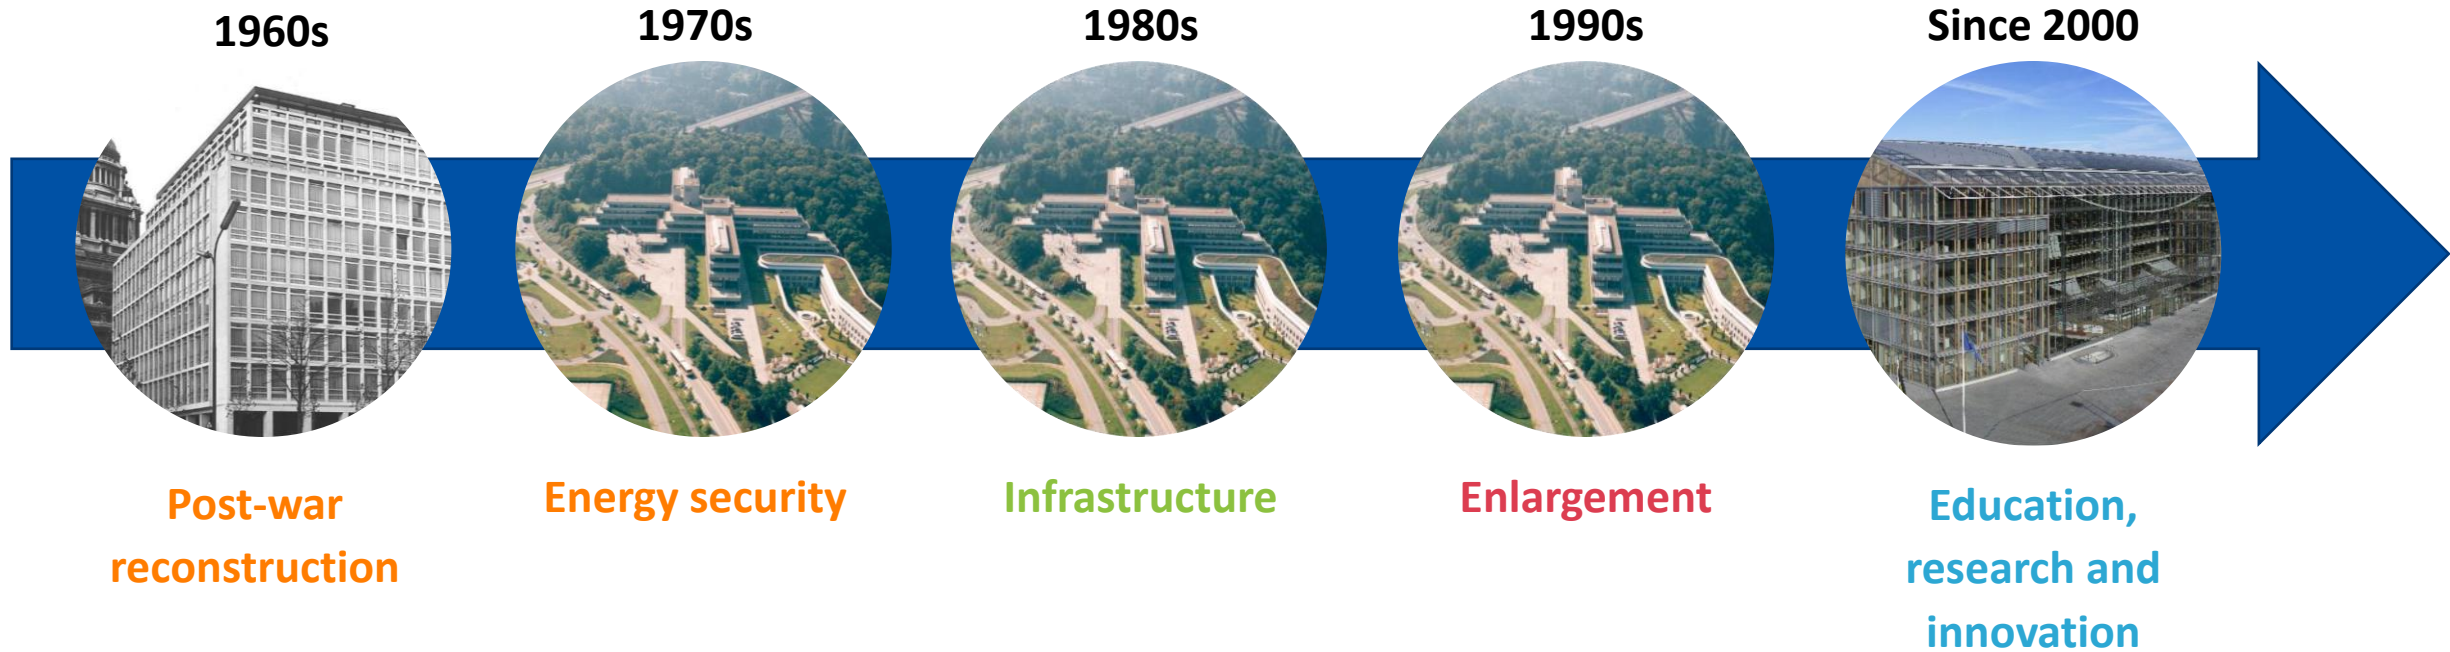 1960s
1970s
1980s
1990s
Since 2000
Post-war
reconstruction
Energy security
Infrastructure
Enlargement
Education,
research and
innovation